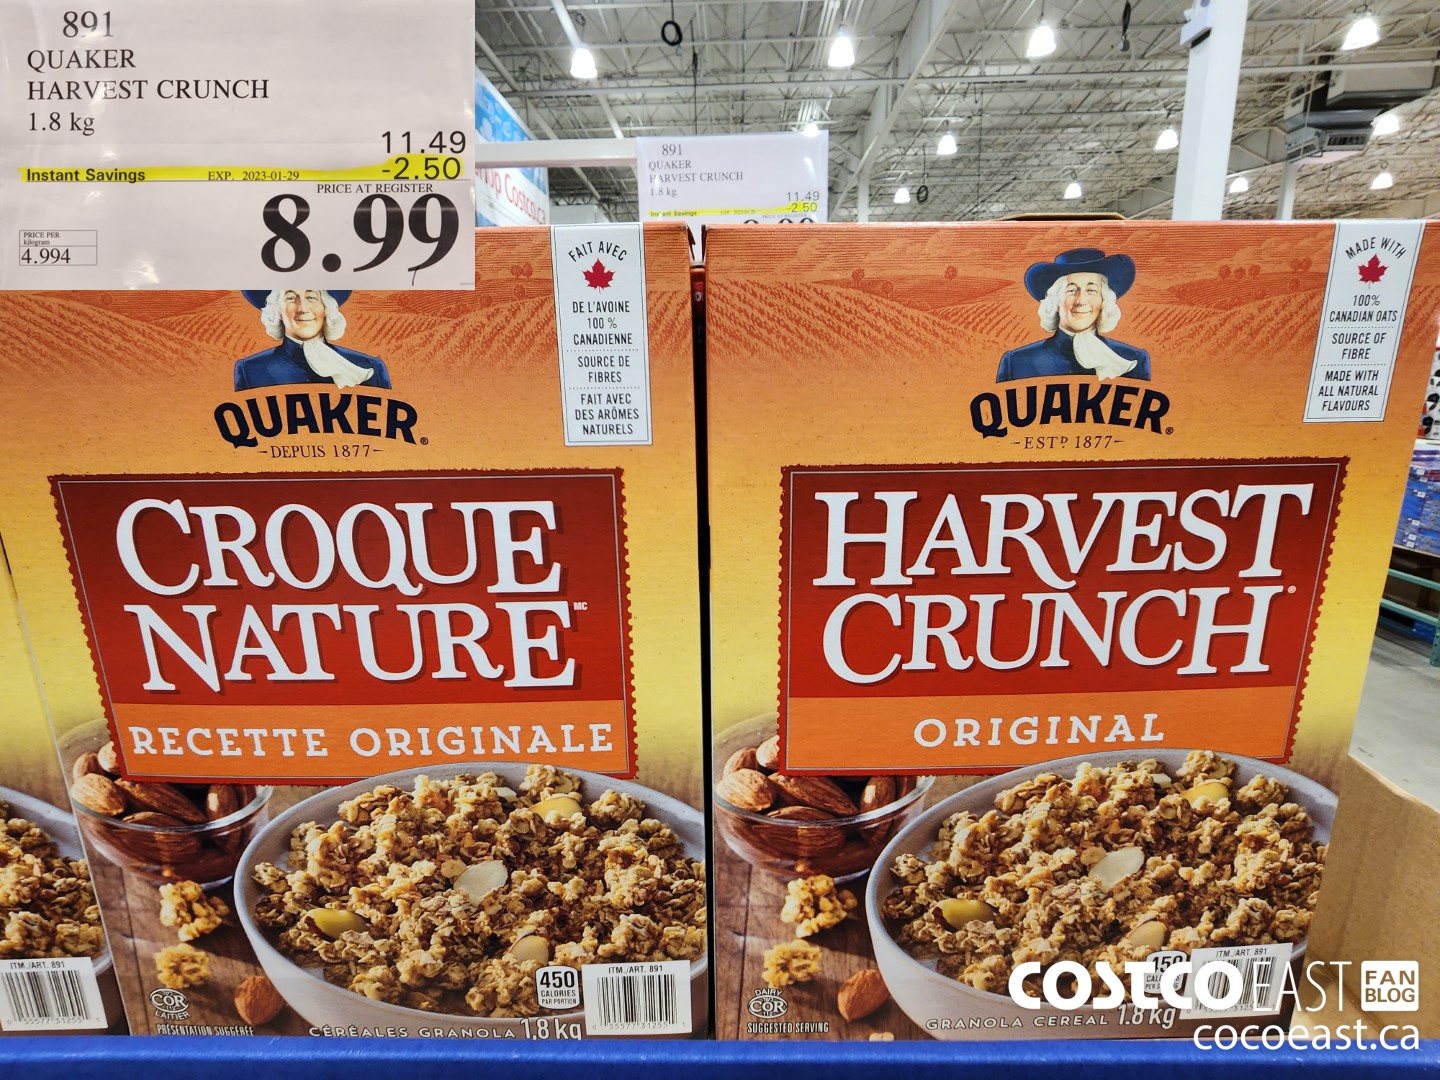 891
QUAKER
HARVEST CRUNCH
1.8 kg
11.49
Instant Savings EXP. 2023-01-29 -2.50
PRICE AT REGISTER
8.99
PRICE PER
kilogram
4.994
891
QUAKER
HARVEST CRUNCH
1.8 kg
11.49
Instant Savings -2.50
Costco.ca
FAIT AVEC
DE L'AVOINE
100 %
CANADIENNE
SOURCE DE
FIBRES
FAIT AVEC
DES ARÔMES
NATURELS
QUAKER®
DEPUIS 1877
CROQUE
NATURE MC
RECETTE ORIGINALE
ITM./ART. 891
COR
LAITIER
PRÉSENTATION SUGGÉRÉE
CÉRÉALES GRANOLA 1,8 kg
450
CALORIES
PAR PORTION
ITM./ART. 891
MADE WITH
100%
CANADIAN OATS
SOURCE OF
FIBRE
MADE WITH
ALL NATURAL
FLAVOURS
QUAKER®
ESTD 1877
HARVEST
CRUNCH®
ORIGINAL
DAIRY
COR
SUGGESTED SERVING
GRANOLA CEREAL 1.8 kg
450
ITM./ART. 891
COSTCO EAST FAN
BLOG
cocoeast.ca